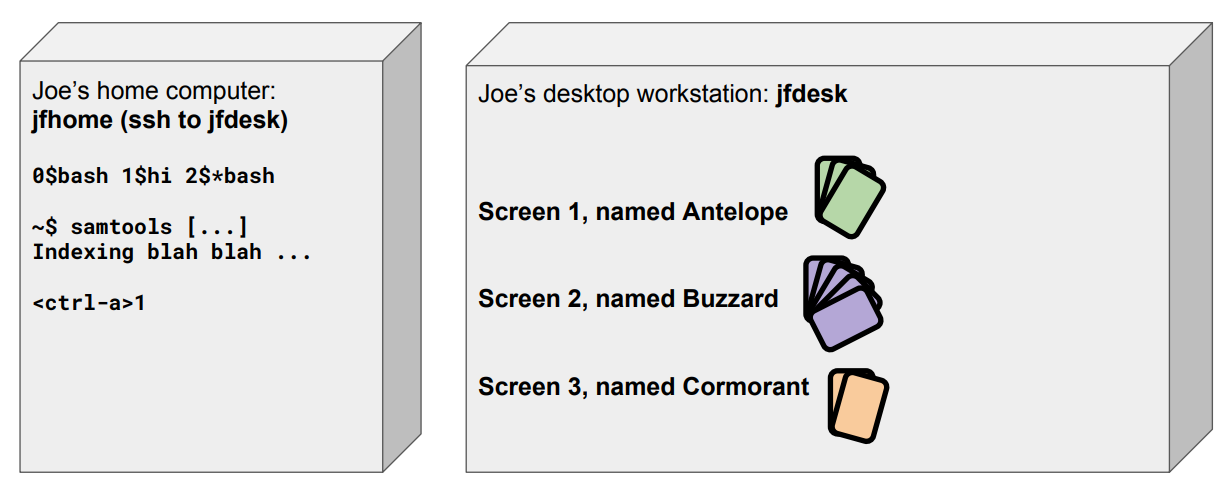 Joe’s home computer:
jfhome (ssh to jfdesk)
0$bash 1$hi 2$*bash
~$ samtools [...]
Indexing blah blah ...
<ctrl-a>1
Joe’s desktop workstation: jfdesk
Screen 1, named Antelope
Screen 2, named Buzzard
Screen 3, named Cormorant